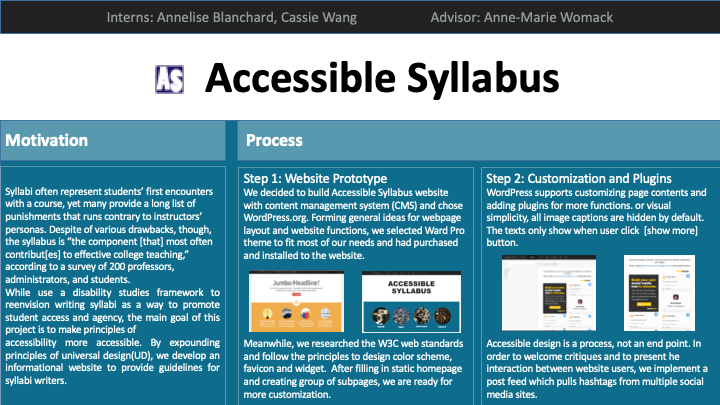 Interns: Annelise Blanchard, Cassie Wang Advisor: Anne-Marie Womack
AS Accessible Syllabus
Motivation
Syllabi often represent students' first encounters
with a course, yet many provide a long list of
punishments that runs contrary to instructors'
personas. Despite of various drawbacks, though,
the syllabus is "the component [that] most often
contribut[es] to effective college teaching,"
according to a survey of 200 professors,
administrators, and students.
While use a disability studies framework to
reenvision writing syllabi as a way to promote
student access and agency, the main goal of this
project is to make principles of
accessibility more accessible. By expounding
principles of universal design(UD), we develop an
informational website to provide guidelines for
syllabi writers.
Process
Step 1: Website Prototype
We decided to build Accessible Syllabus website
with content management system (CMS) and chose
WordPress.org. Forming general ideas for webpage
layout and website functions, we selected Ward Pro
theme to fit most of our needs and had purchased
and installed to the website.
Jumbo Headline!
ACCESSIBLE
SYLLABUS
Meanwhile, we researched the W3C web standards
and follow the principles to design color scheme,
favicon and widget. After filling in static homepage
and creating group of subpages, we are ready for
more customization.
Step 2: Customization and Plugins
WordPress supports customizing page contents and
adding plugins for more functions. or visual
simplicity, all image captions are hidden by default.
The texts only show when user click [show more]
button.
Accessible design is a process, not an end point. In
order to welcome critiques and to present he
interaction between website users, we implement a
post feed which pulls hashtags from multiple social
media sites.